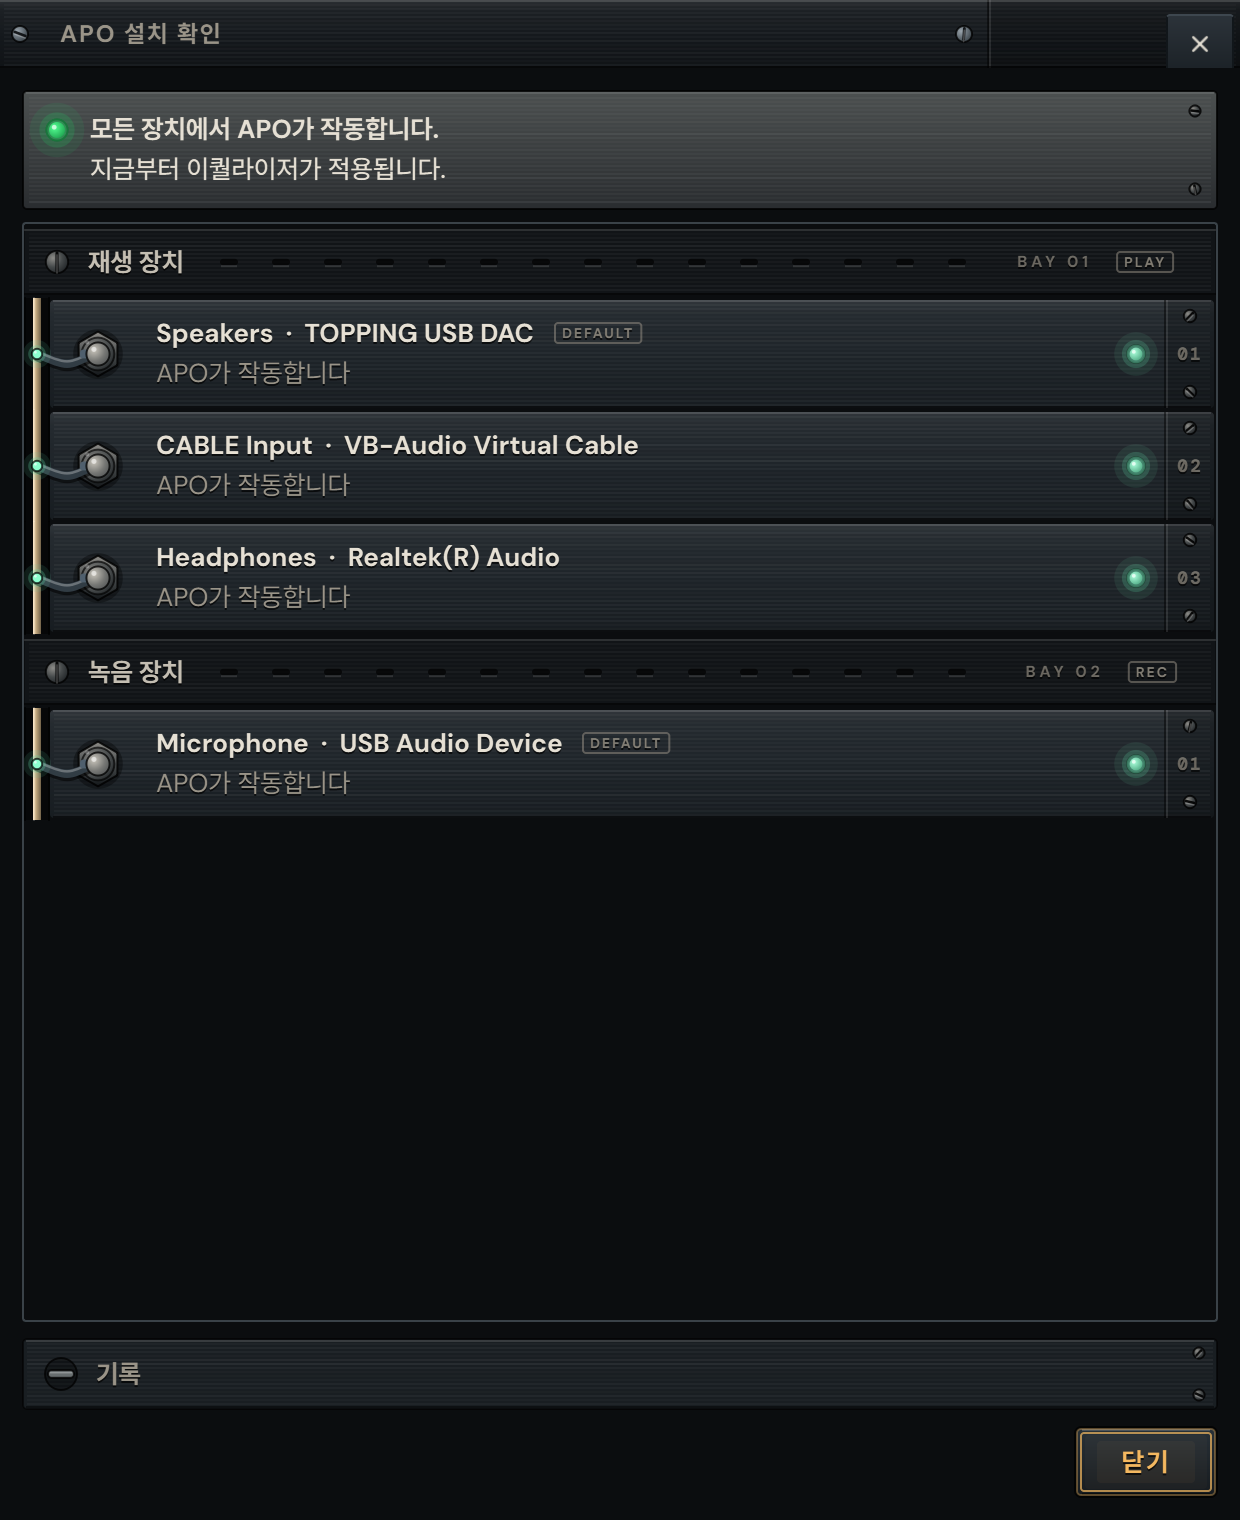 APO 설치 확인
모든 장치에서 APO가 작동합니다.
지금부터 이퀄라이저가 적용됩니다.
재생 장치 BAY 01 PLAY
Speakers · TOPPING USB DAC DEFAULT
APO가 작동합니다
01
CABLE Input · VB-Audio Virtual Cable
APO가 작동합니다
02
Headphones · Realtek(R) Audio
APO가 작동합니다
03
녹음 장치 BAY 02 REC
Microphone · USB Audio Device DEFAULT
APO가 작동합니다
01
기록
닫기